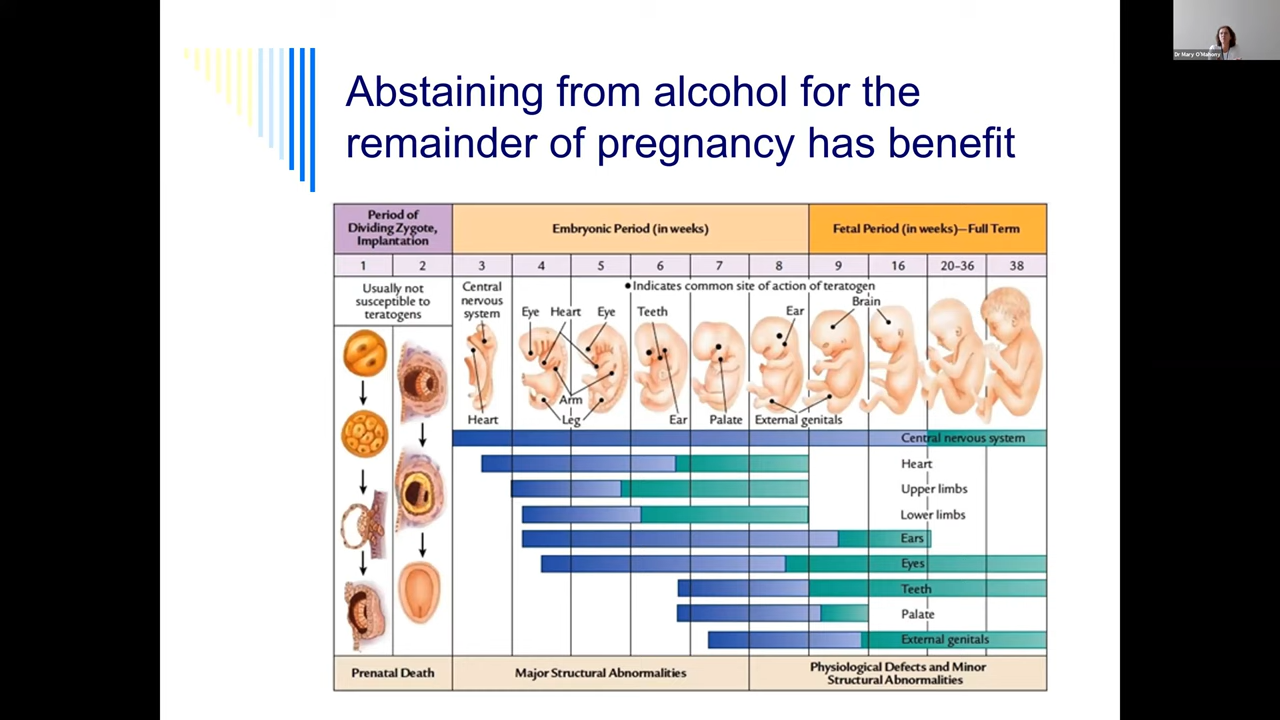 Dr Mary O'Mahony
Abstaining from alcohol for the
remainder of pregnancy has benefit
Period of
Dividing Zygote,
Implantation
Embryonic Period (in weeks)
Fetal Period (in weeks)—Full Term
1 2 3 4 5 6 7 8 9 16 20–36 38
Usually not
susceptible to
teratogens
Central
nervous
system
•Indicates common site of action of teratogen
Eye Heart Eye Teeth Ear Brain
Arm
Heart Leg Ear Palate External genitals
Central nervous system
Heart
Upper limbs
Lower limbs
Ears
Eyes
Teeth
Palate
External genitals
Prenatal Death
Major Structural Abnormalities
Physiological Defects and Minor
Structural Abnormalities